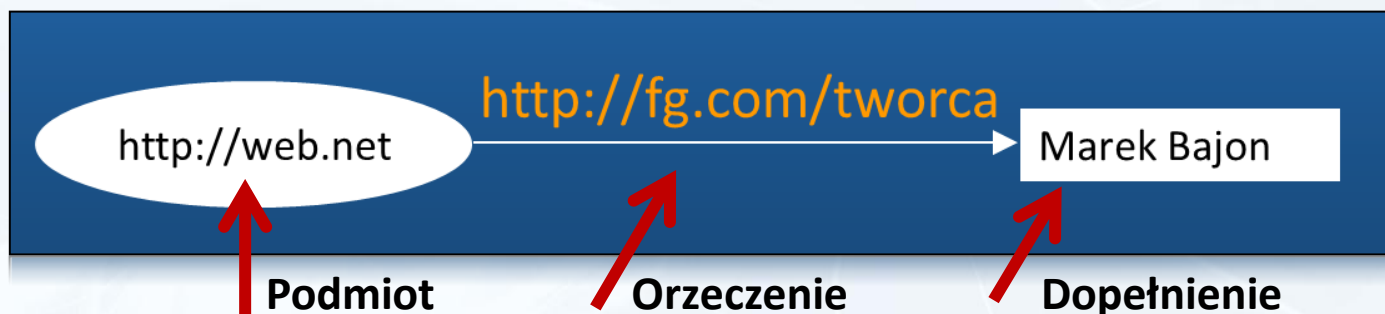 http://fg.com/tworca
http://web.net
Marek Bajon
Podmiot
Orzeczenie
Dopełnienie